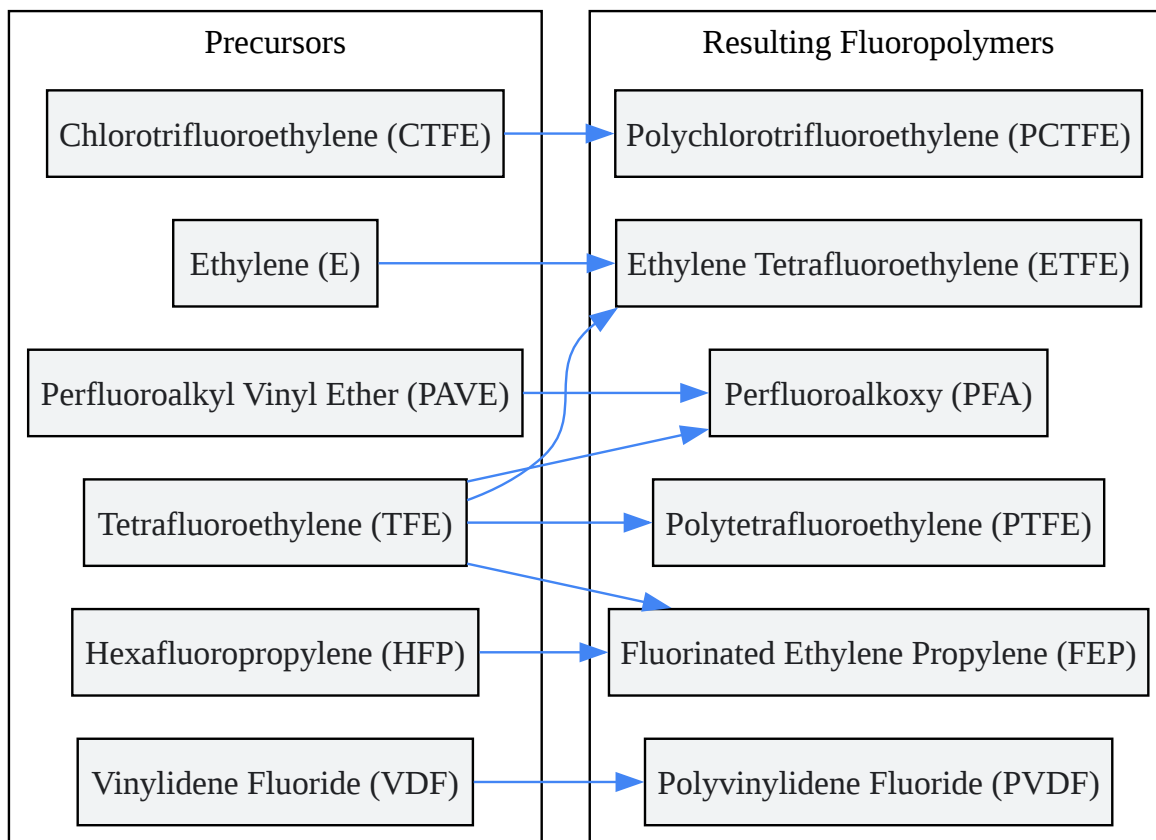 Precursors
Chlorotrifluoroethylene (CTFE)
Ethylene (E)
Perfluoroalkyl Vinyl Ether (PAVE)
Tetrafluoroethylene (TFE)
Hexafluoropropylene (HFP)
Vinylidene Fluoride (VDF)
Resulting Fluoropolymers
Polychlorotrifluoroethylene (PCTFE)
Ethylene Tetrafluoroethylene (ETFE)
Perfluoroalkoxy (PFA)
Polytetrafluoroethylene (PTFE)
Fluorinated Ethylene Propylene (FEP)
Polyvinylidene Fluoride (PVDF)